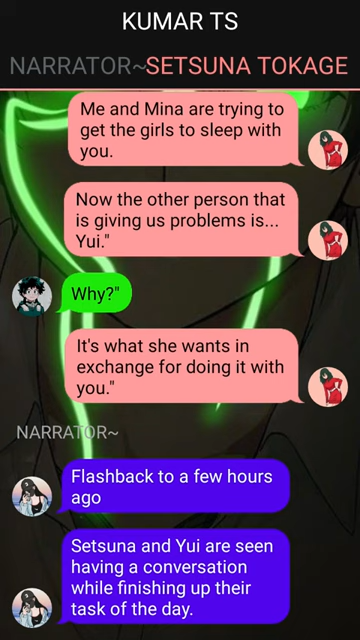 KUMAR TS
NARRATOR~SETSUNA TOKAGE
Me and Mina are trying to
get the girls to sleep with
you.
Now the other person that
is giving us problems is...
Yui."
Why?"
It's what she wants in
exchange for doing it with
you."
NARRATOR~
Flashback to a few hours
ago
Setsuna and Yui are seen
having a conversation
while finishing up their
task of the day.